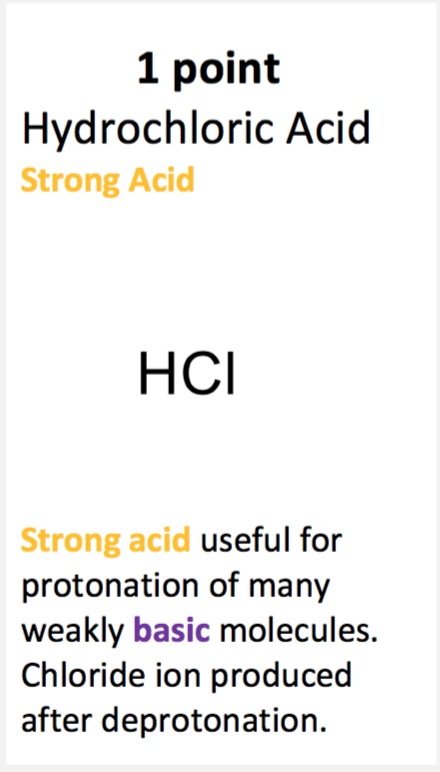 1 point
Hydrochloric Acid
Strong Acid
HCl
Strong acid useful for
protonation of many
weakly basic molecules.
Chloride ion produced
after deprotonation.